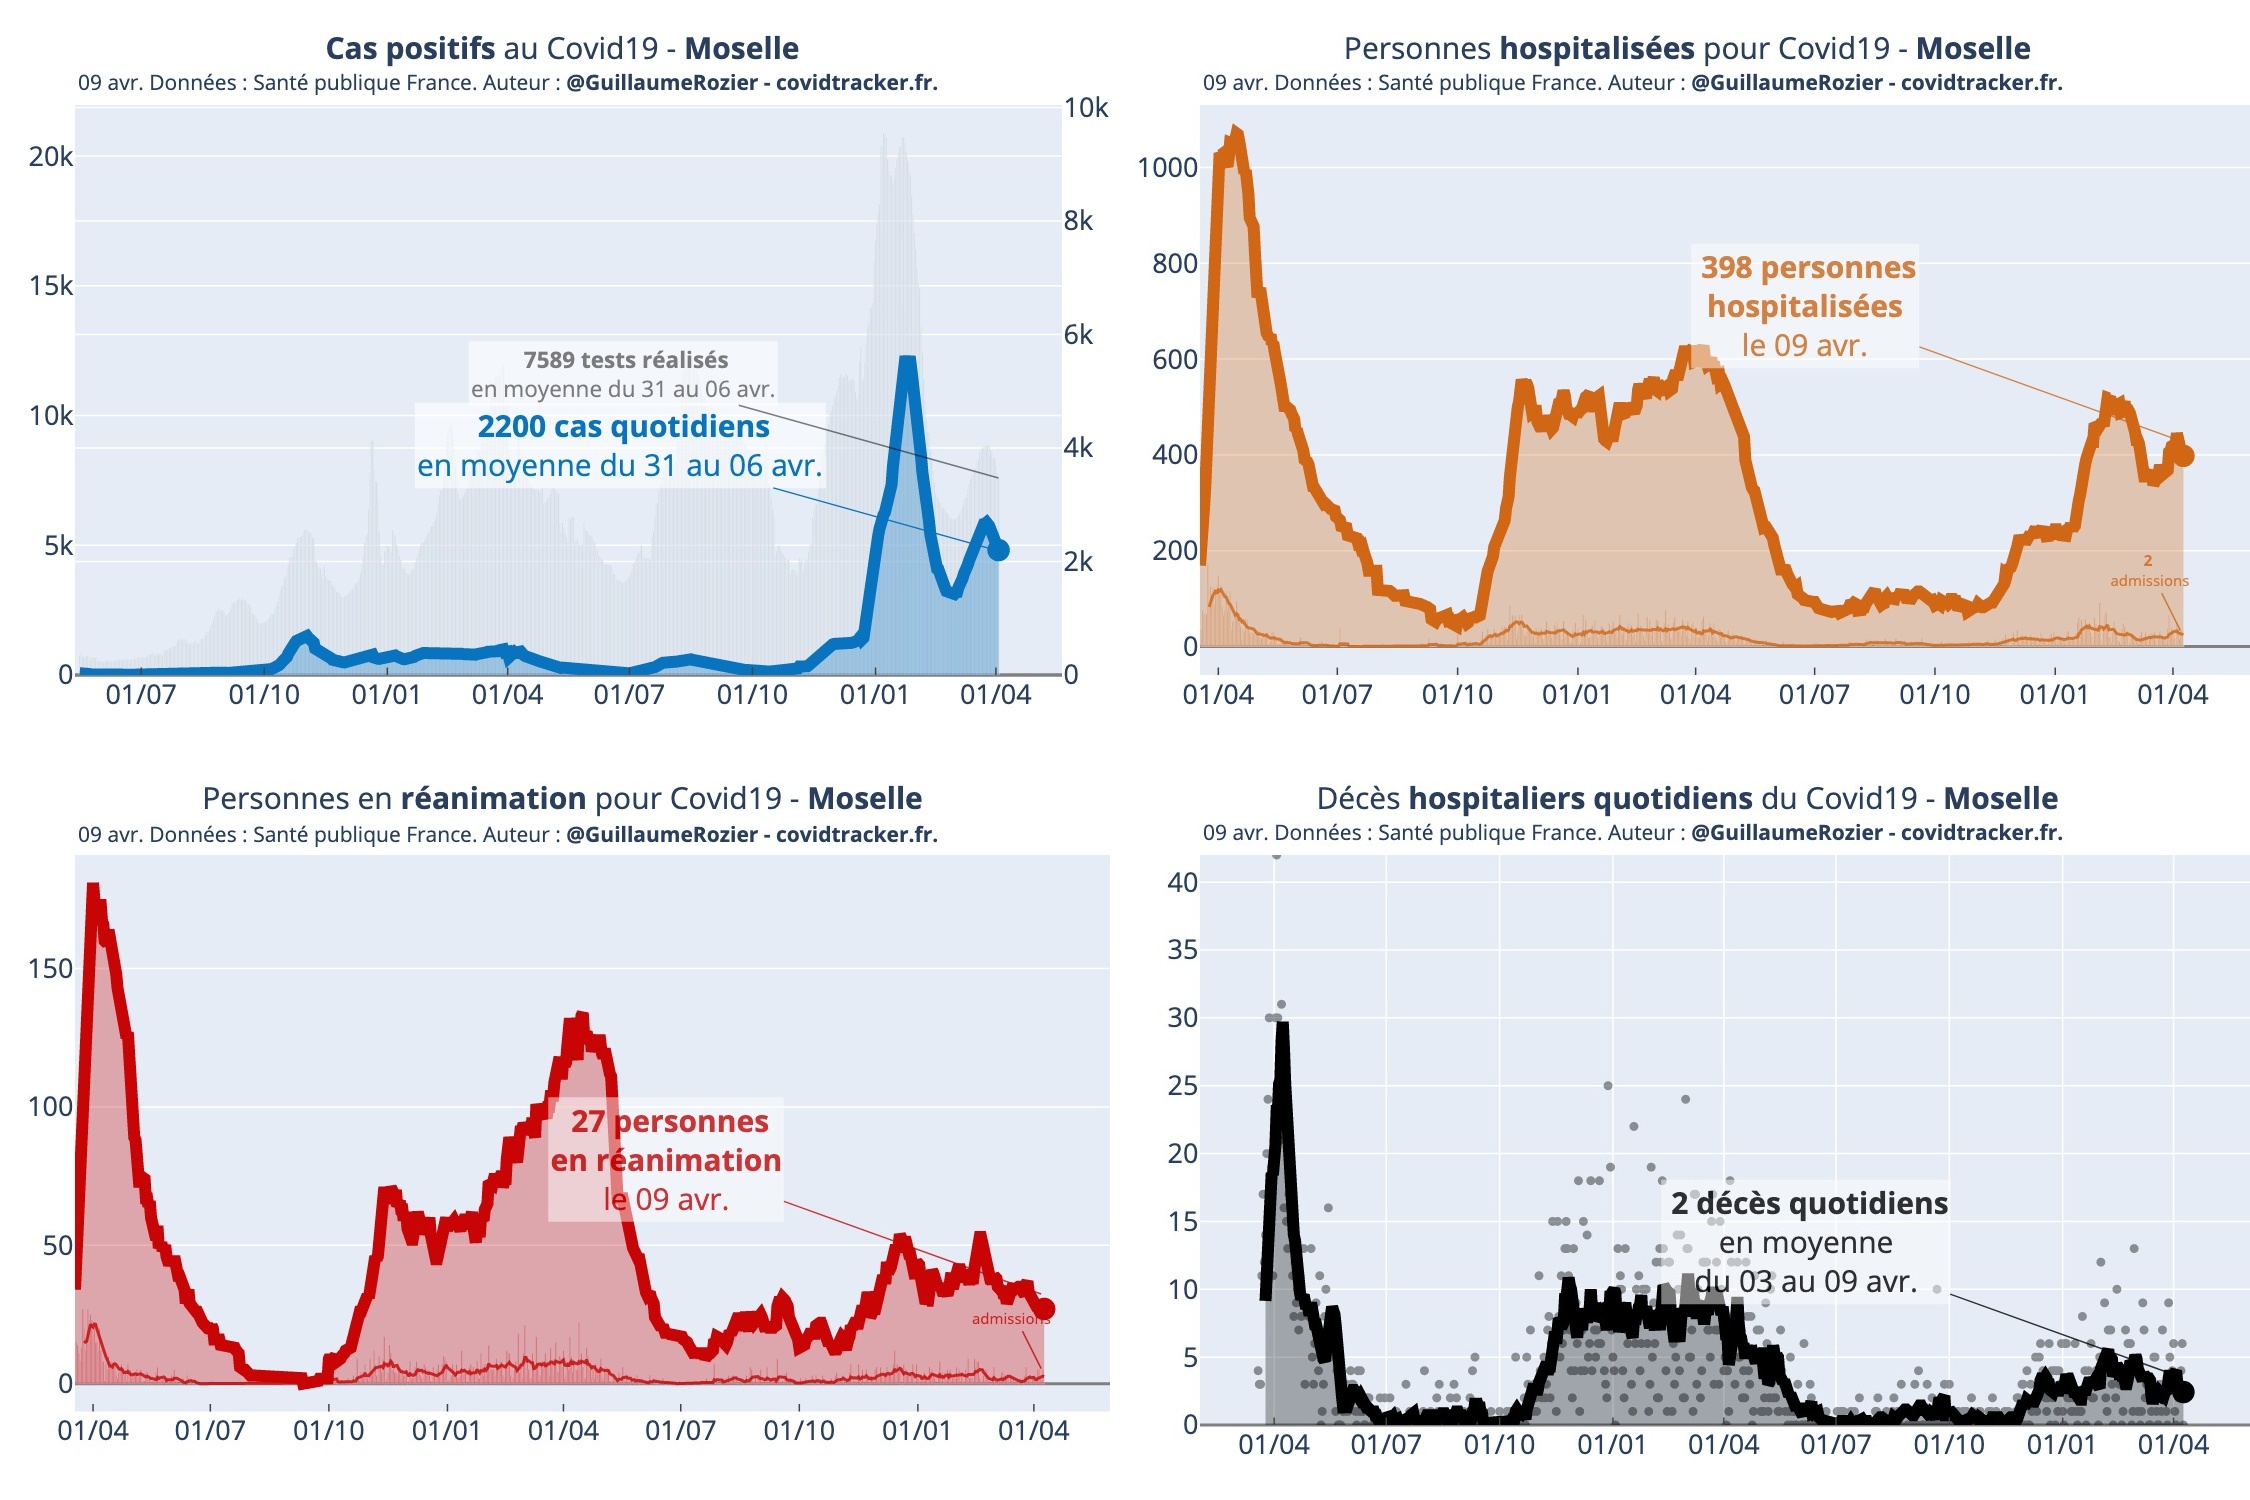 Cas positifs au Covid19 - Moselle
09 avr. Données : Santé publique France. Auteur : @GuillaumeRozier - covidtracker.fr.
10k
20k
8k
15k
6k
7589 tests réalisés
en moyenne du 31 au 06 avr.
10k
2200 cas quotidiens
4k
en moyenne du 31 au 06 avr.
5k
2k
0
0
01/07 01/10 01/01 01/04 01/07 01/10 01/01 01/04
Personnes hospitalisées pour Covid19 - Moselle
09 avr. Données : Santé publique France. Auteur : @GuillaumeRozier - covidtracker.fr.
1000
800
398 personnes
hospitalisées
le 09 avr.
600
400
200
2
admissions
0
01/04 01/07 01/10 01/01 01/04 01/07 01/10 01/01 01/04
Personnes en réanimation pour Covid19 - Moselle
09 avr. Données : Santé publique France. Auteur : @GuillaumeRozier - covidtracker.fr.
150
100
27 personnes
en réanimation
le 09 avr.
50
admissions
0
01/04 01/07 01/10 01/01 01/04 01/07 01/10 01/01 01/04
Décès hospitaliers quotidiens du Covid19 - Moselle
09 avr. Données : Santé publique France. Auteur : @GuillaumeRozier - covidtracker.fr.
40
35
30
25
20
15
2 décès quotidiens
en moyenne
du 03 au 09 avr.
10
5
0
01/04 01/07 01/10 01/01 01/04 01/07 01/10 01/01 01/04